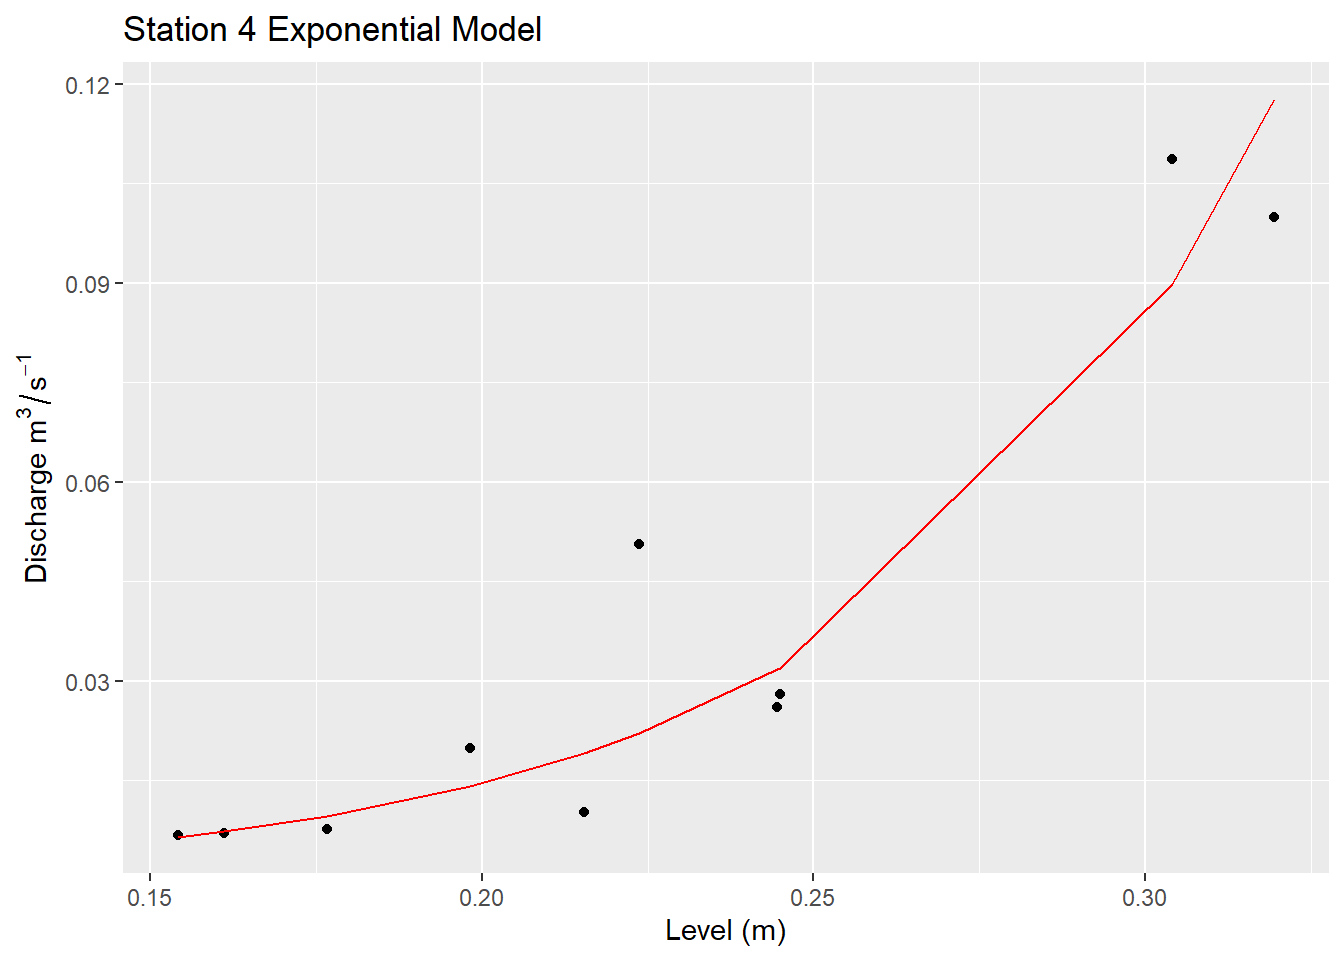 Station 4 Exponential Model
0.12
0.09
0.06
0.03
Discharge m³/s⁻¹
0.15 0.20 0.25 0.30
Level (m)